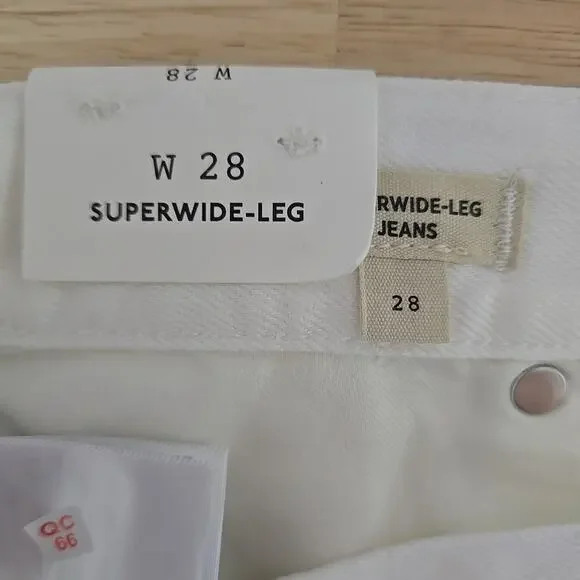 W 28
W 28
SUPERWIDE-LEG
RWIDE-LEG
JEANS
28
QC
66